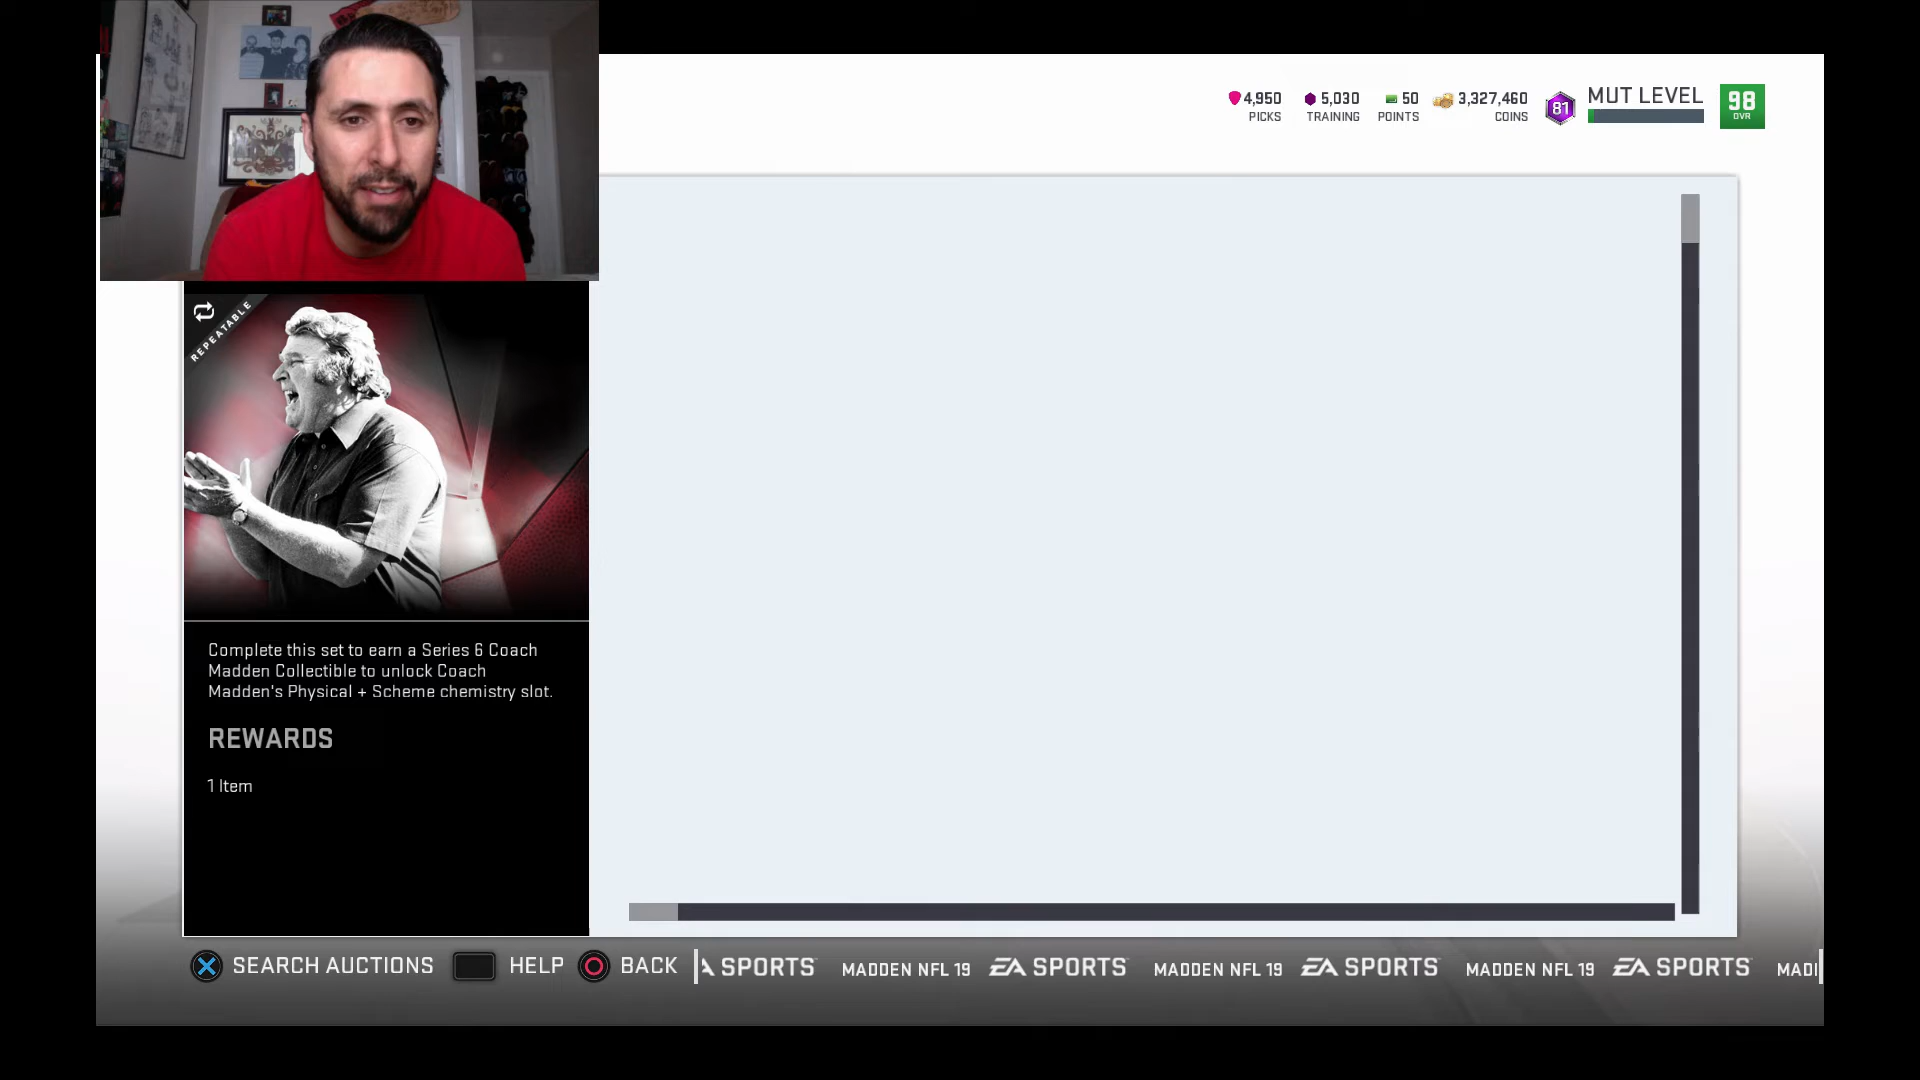 4,950
PICKS
5,030
TRAINING
50
POINTS
3,327,460
COINS
81
MUT LEVEL
98
OVR
REPEATABLE
Complete this set to earn a Series 6 Coach
Madden Collectible to unlock Coach
Madden's Physical + Scheme chemistry slot.
REWARDS
1 Item
SEARCH AUCTIONS HELP BACK A SPORTS MADDEN NFL 19 EA SPORTS MADDEN NFL 19 EA SPORTS MADDEN NFL 19 EA SPORTS MADI